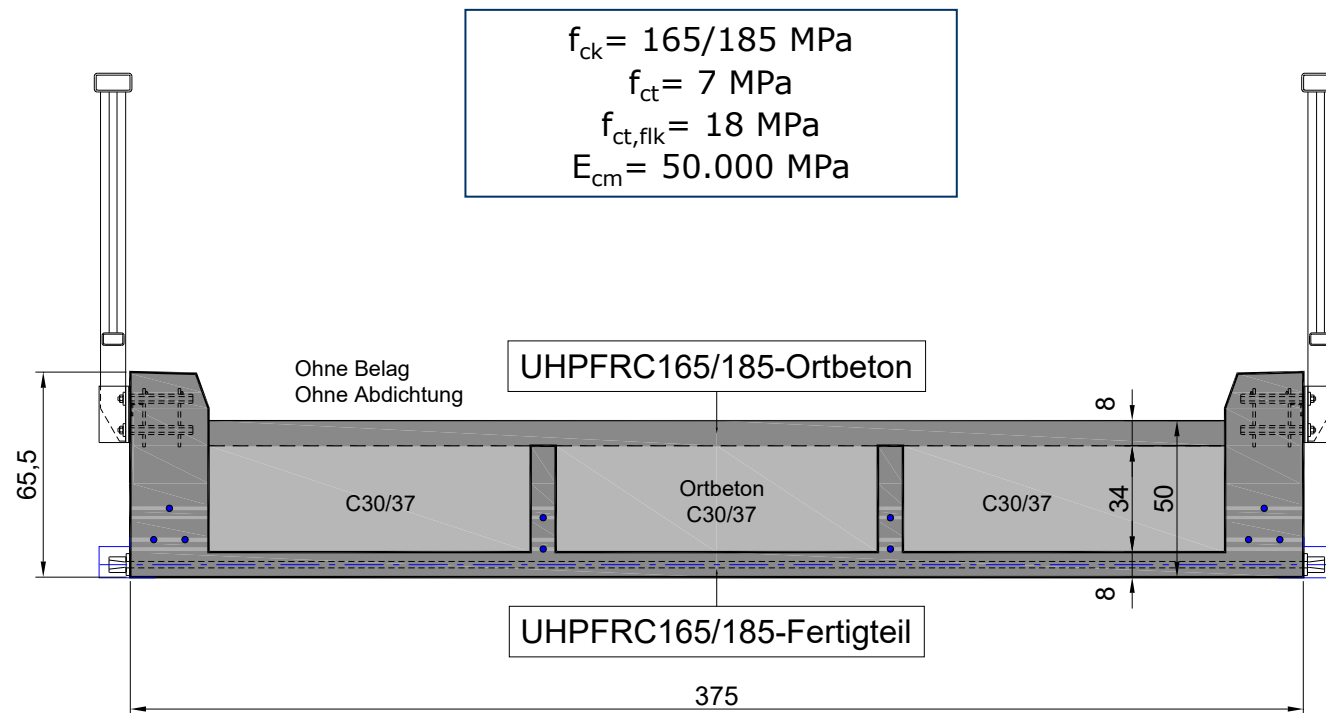 f_ck= 165/185 MPa
f_ct= 7 MPa
f_ct,flk= 18 MPa
E_cm= 50.000 MPa
Ohne Belag
Ohne Abdichtung
UHPFRC165/185-Ortbeton
8
65,5
C30/37
Ortbeton
C30/37
C30/37
34
50
8
UHPFRC165/185-Fertigteil
375